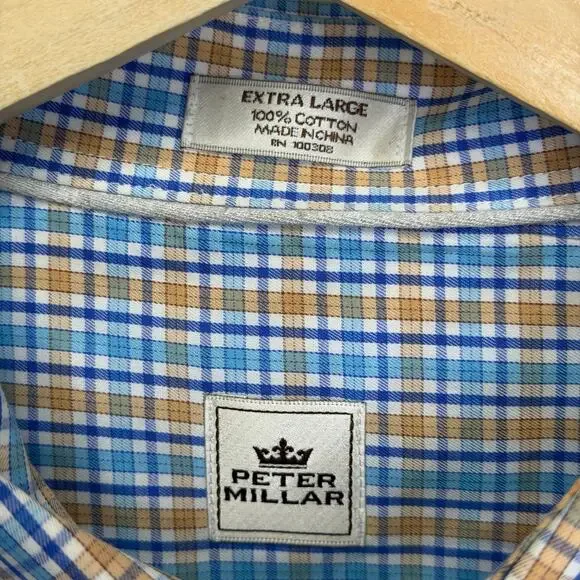 EXTRA LARGE
100% COTTON
MADE IN CHINA
RN 100308
PETER
MILLAR